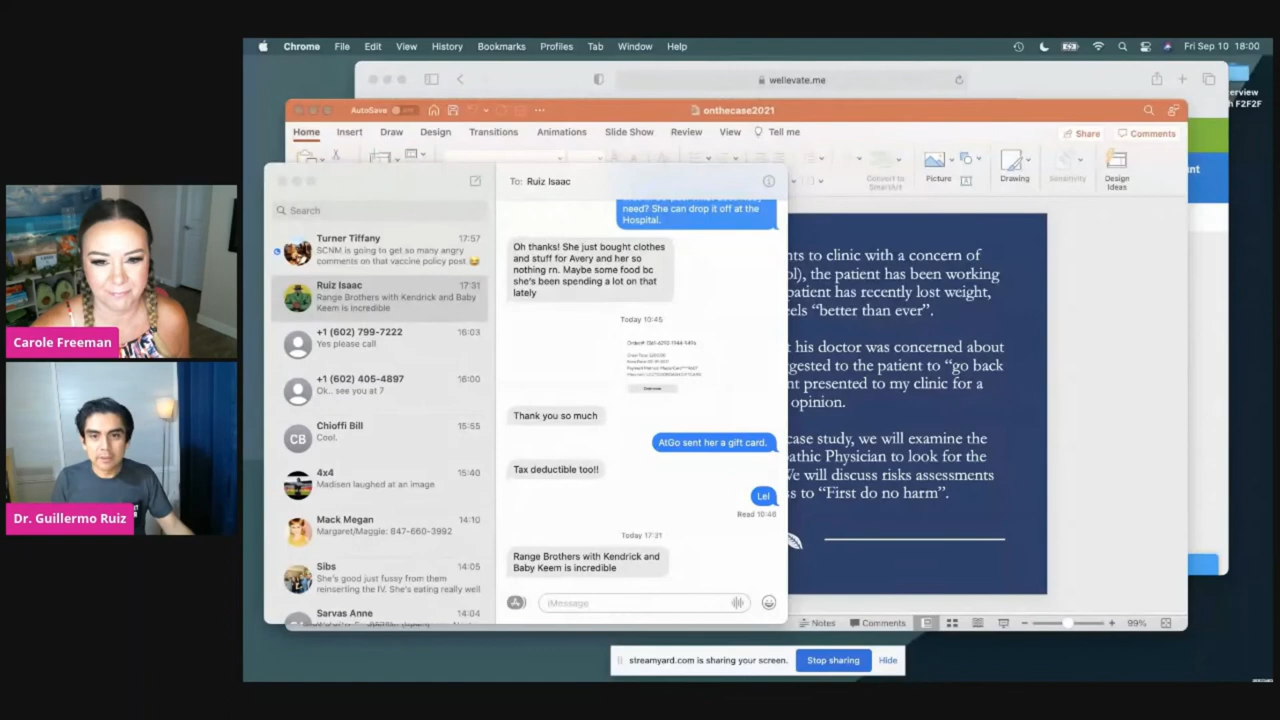 Chrome File Edit View History Bookmarks Profiles Tab Window Help Fri Sep 10 18:00
wellevate.me
AutoSave onthecase2021
Home Insert Draw Design Transitions Animations Slide Show Review View Tell me Share Comments
Convert to
SmartArt
Picture
Drawing
Sensitivity
Design
Ideas
Search
Turner Tiffany 17:57
SCNM is going to get so many angry
comments on that vaccine policy post 😂
Ruiz Isaac 17:31
Range Brothers with Kendrick and Baby
Keem is incredible
+1 (602) 799-7222 16:03
Yes please call
+1 (602) 405-4897 16:00
Ok.. see you at 7
CB
Chioffi Bill 15:55
Cool.
4x4 15:40
Madisen laughed at an image
Mack Megan 14:10
Margaret/Maggie: 847-660-3992
Sibs 14:05
She's good just fussy from them
reinserting the IV. She's eating really well
Sarvas Anne 14:04
To: Ruiz Isaac
need? She can drop it off at the
Hospital.
Oh thanks! She just bought clothes
and stuff for Avery and her so
nothing rn. Maybe some food bc
she's been spending a lot on that
lately
Today 10:45
Thank you so much
AtGo sent her a gift card.
Tax deductible too!!
Lel
Read 10:46
Today 17:31
Range Brothers with Kendrick and
Baby Keem is incredible
iMessage
nts to clinic with a concern of
ol), the patient has been working
patient has recently lost weight,
eels “better than ever”.
his doctor was concerned about
ggested to the patient to “go back
nt presented to my clinic for a
opinion.
case study, we will examine the
pathic Physician to look for the
We will discuss risks assessments
ss to “First do no harm”.
Notes Comments 99%
streamyard.com is sharing your screen. Stop sharing Hide
erview
h F2F2F
nt
Carole Freeman
Dr. Guillermo Ruiz